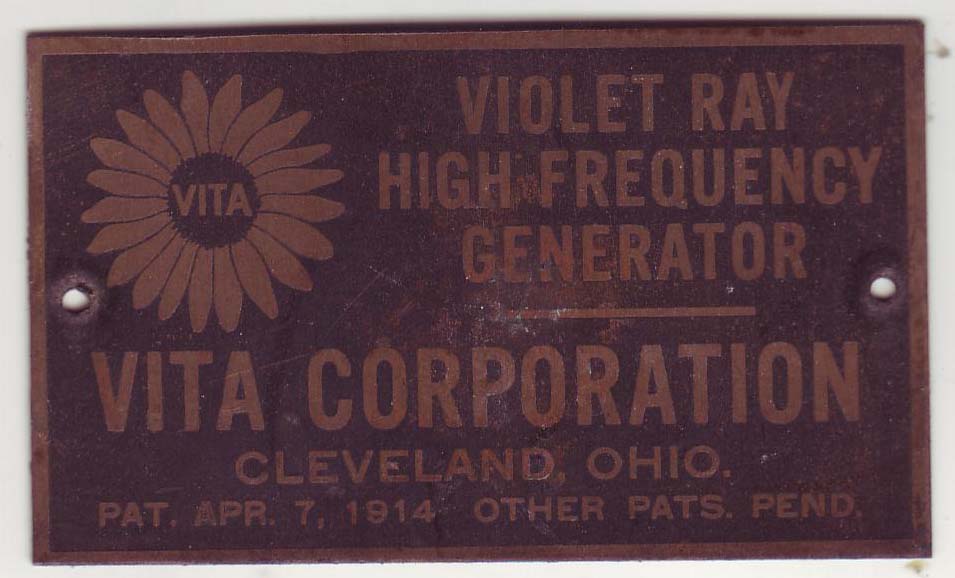 VITA
VIOLET RAY
HIGH FREQUENCY
GENERATOR
VITA CORPORATION
CLEVELAND, OHIO.
PAT. APR. 7, 1914 OTHER PATS. PEND.